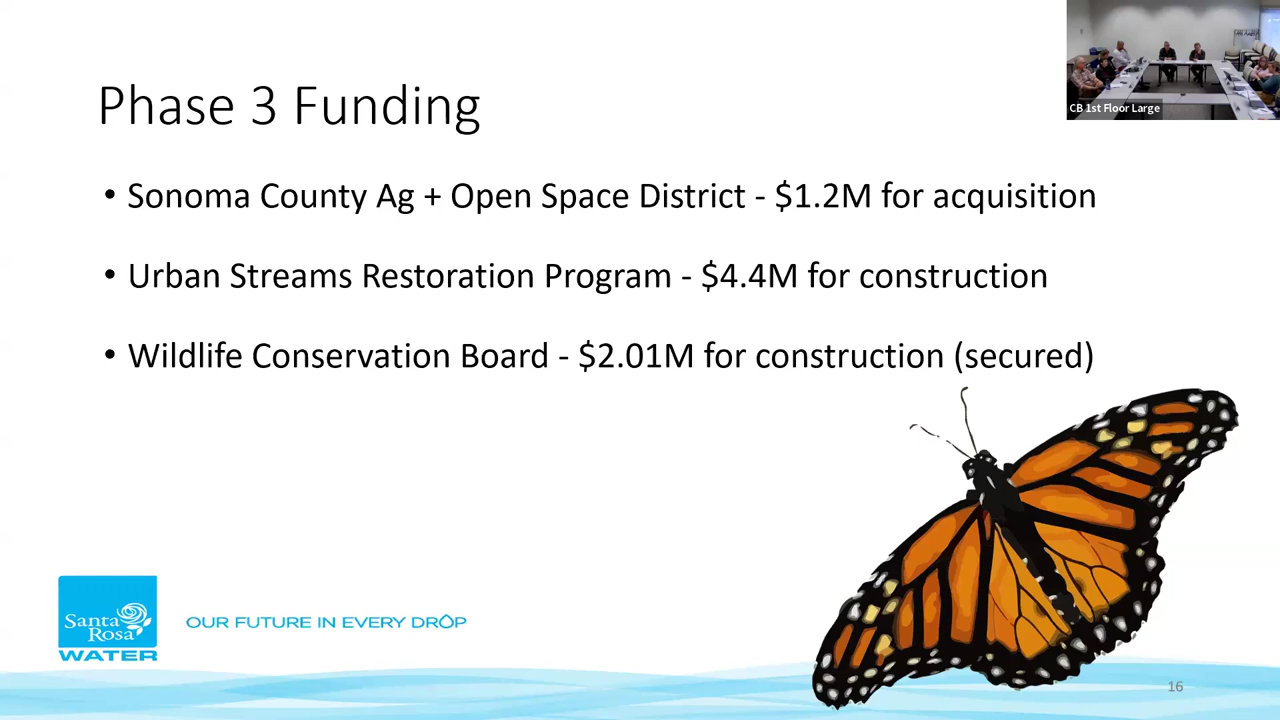 CB 1st Floor Large
Phase 3 Funding
• Sonoma County Ag + Open Space District - $1.2M for acquisition
• Urban Streams Restoration Program - $4.4M for construction
• Wildlife Conservation Board - $2.01M for construction (secured)
Santa
Rosa
WATER
OUR FUTURE IN EVERY DROP
16